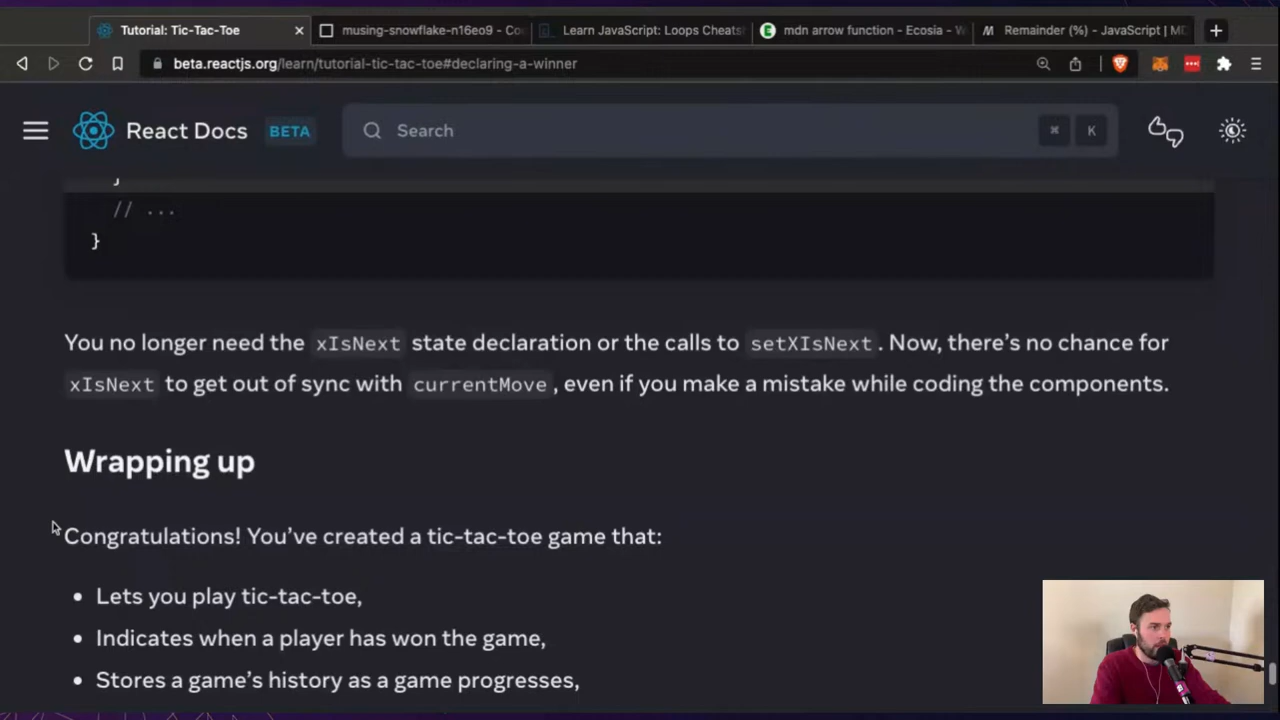 Tutorial: Tic-Tac-Toe
musing-snowflake-n16eo9 - Co
Learn JavaScript: Loops Cheats
mdn arrow function - Ecosia - W
Remainder (%) - JavaScript | MD
beta.reactjs.org/learn/tutorial-tic-tac-toe#declaring-a-winner
React Docs BETA
Search
⌘ K
}
// ...
}
You no longer need the xIsNext state declaration or the calls to setXIsNext. Now, there’s no chance for
xIsNext to get out of sync with currentMove, even if you make a mistake while coding the components.
Wrapping up
Congratulations! You’ve created a tic-tac-toe game that:
• Lets you play tic-tac-toe,
• Indicates when a player has won the game,
• Stores a game’s history as a game progresses,